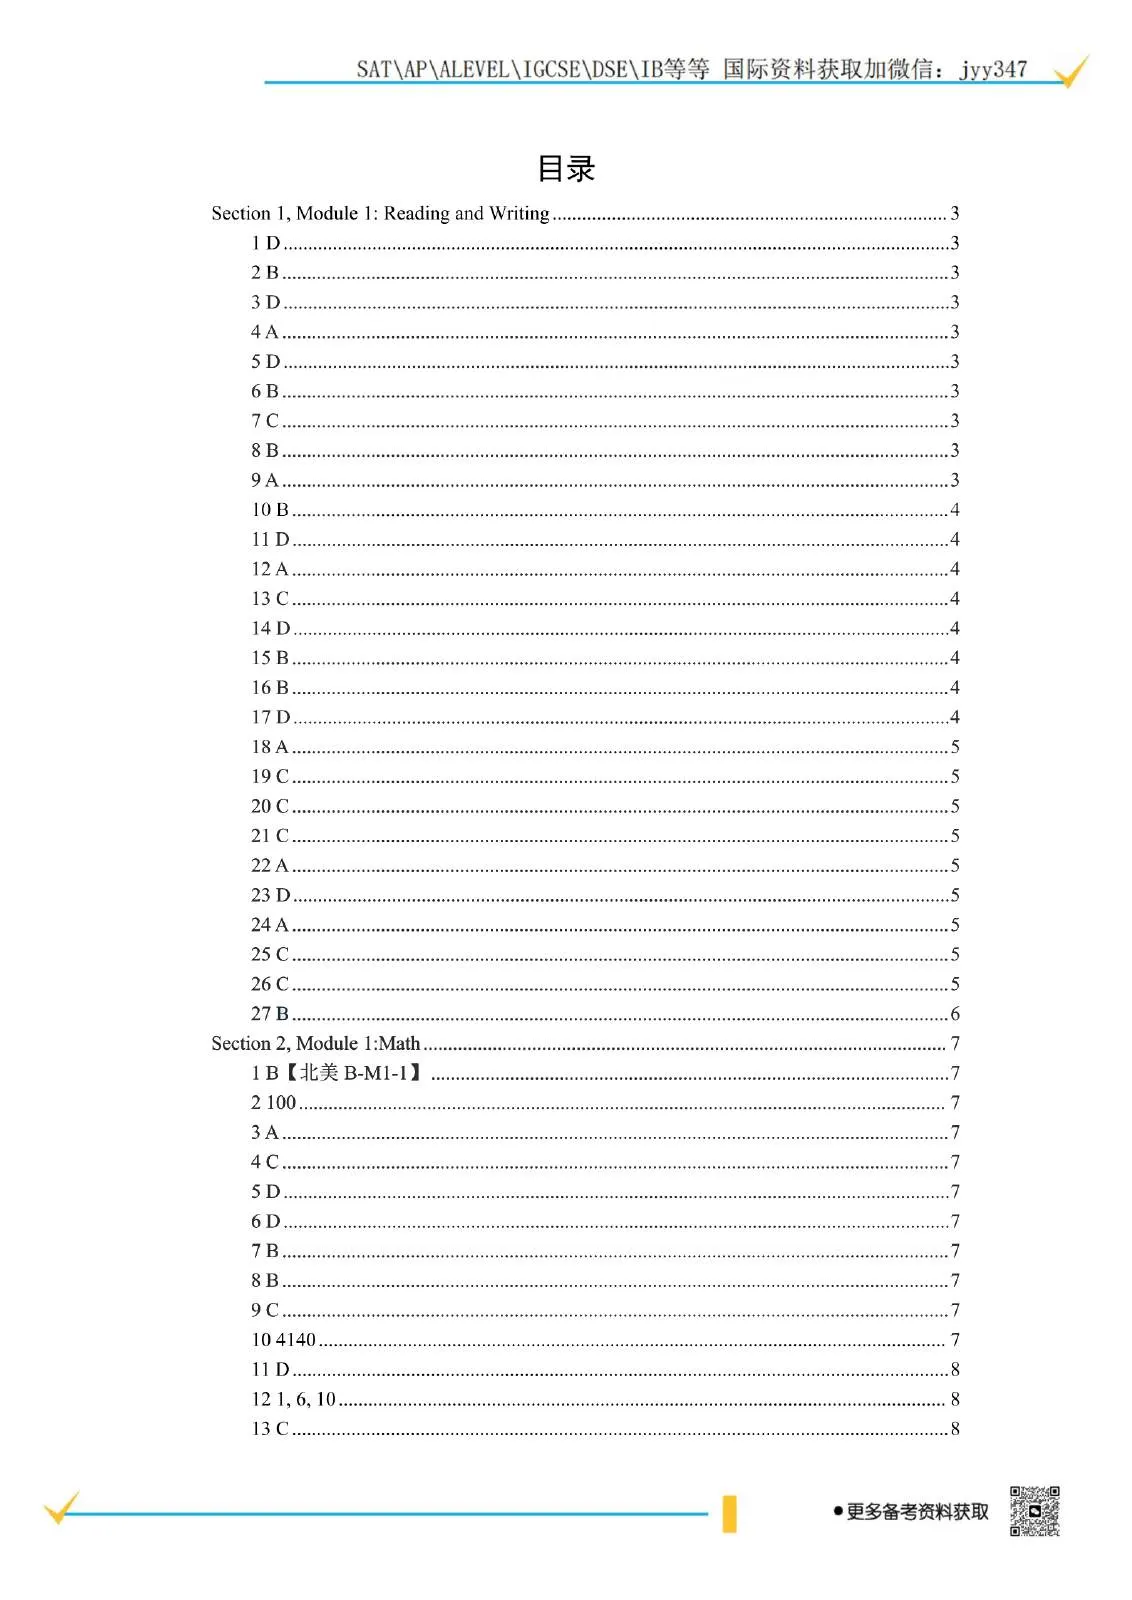 SAT\AP\ALEVEL\IGCSE\DSE\IB等等 国际资料获取加微信：jyy347
目录
Section 1, Module 1: Reading and Writing........................................ 3
1 D........................................3
2 B........................................3
3 D........................................3
4 A........................................3
5 D........................................3
6 B........................................3
7 C........................................3
8 B........................................3
9 A........................................3
10 B........................................4
11 D........................................4
12 A........................................4
13 C........................................4
14 D........................................4
15 B........................................4
16 B........................................4
17 D........................................4
18 A........................................5
19 C........................................5
20 C........................................5
21 C........................................5
22 A........................................5
23 D........................................5
24 A........................................5
25 C........................................5
26 C........................................5
27 B........................................6
Section 2, Module 1:Math........................................ 7
1 B【北美 B-M1-1】........................................7
2 100........................................ 7
3 A........................................7
4 C........................................7
5 D........................................7
6 D........................................7
7 B........................................7
8 B........................................7
9 C........................................7
10 4140........................................ 7
11 D........................................8
12 1, 6, 10........................................ 8
13 C........................................8
●更多备考资料获取